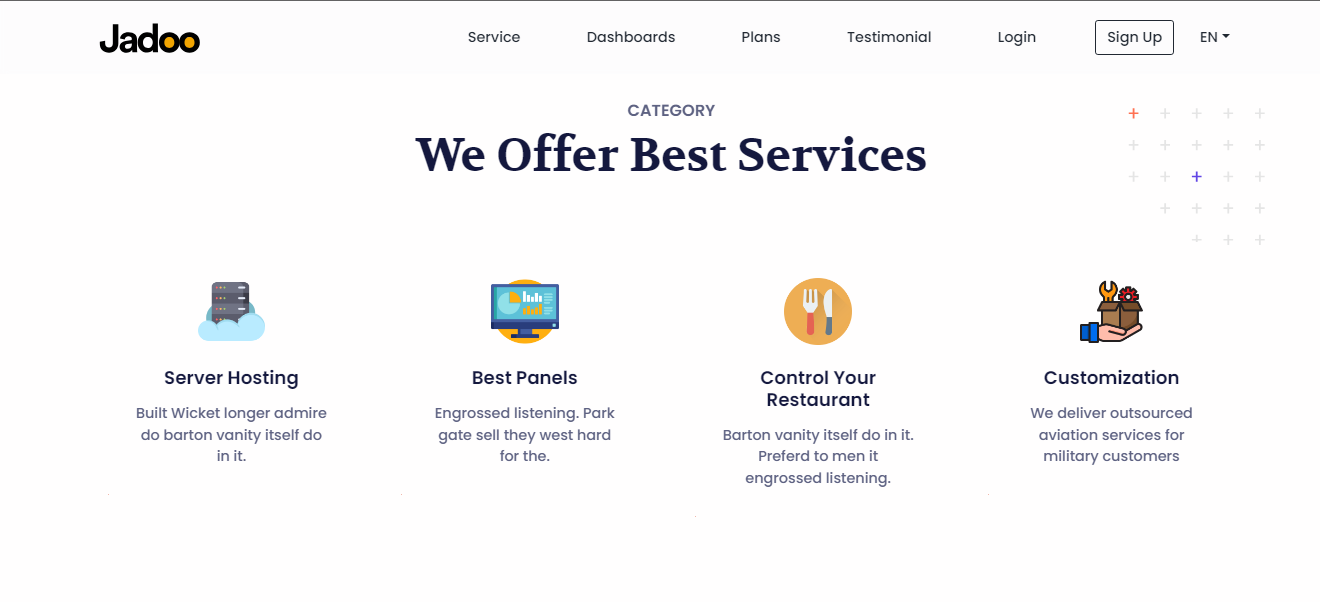 Jadoo
Service Dashboards Plans Testimonial Login Sign Up EN
CATEGORY
We Offer Best Services
Server Hosting
Built Wicket longer admire
do barton vanity itself do
in it.
Best Panels
Engrossed listening. Park
gate sell they west hard
for the.
Control Your
Restaurant
Barton vanity itself do in it.
Preferd to men it
engrossed listening.
Customization
We deliver outsourced
aviation services for
military customers